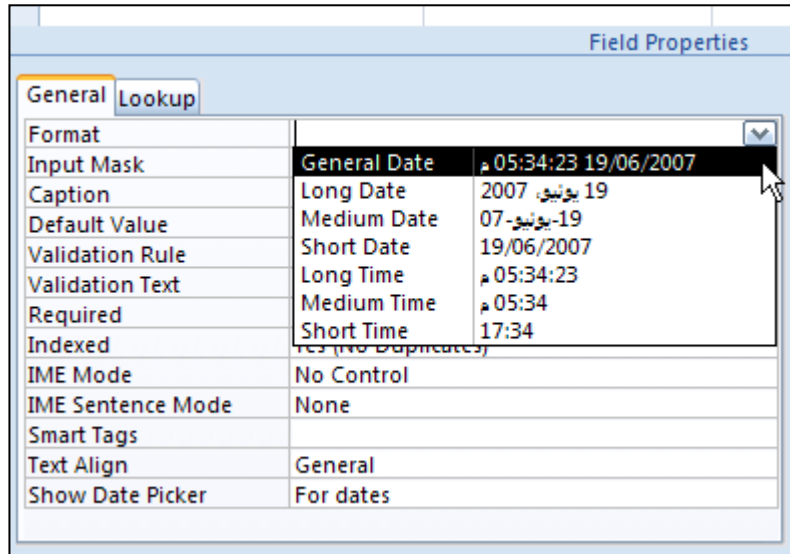 Field Properties
General Lookup
Format
Input Mask General Date 05:34:23 19/06/2007 م
Caption Long Date 19 يونيو، 2007
Default Value Medium Date 19-يونيو-07
Validation Rule Short Date 19/06/2007
Validation Text Long Time 05:34:23 م
Required Medium Time 05:34 م
Short Time 17:34
Indexed Yes (No Duplicates)
IME Mode No Control
IME Sentence Mode None
Smart Tags
Text Align General
Show Date Picker For dates